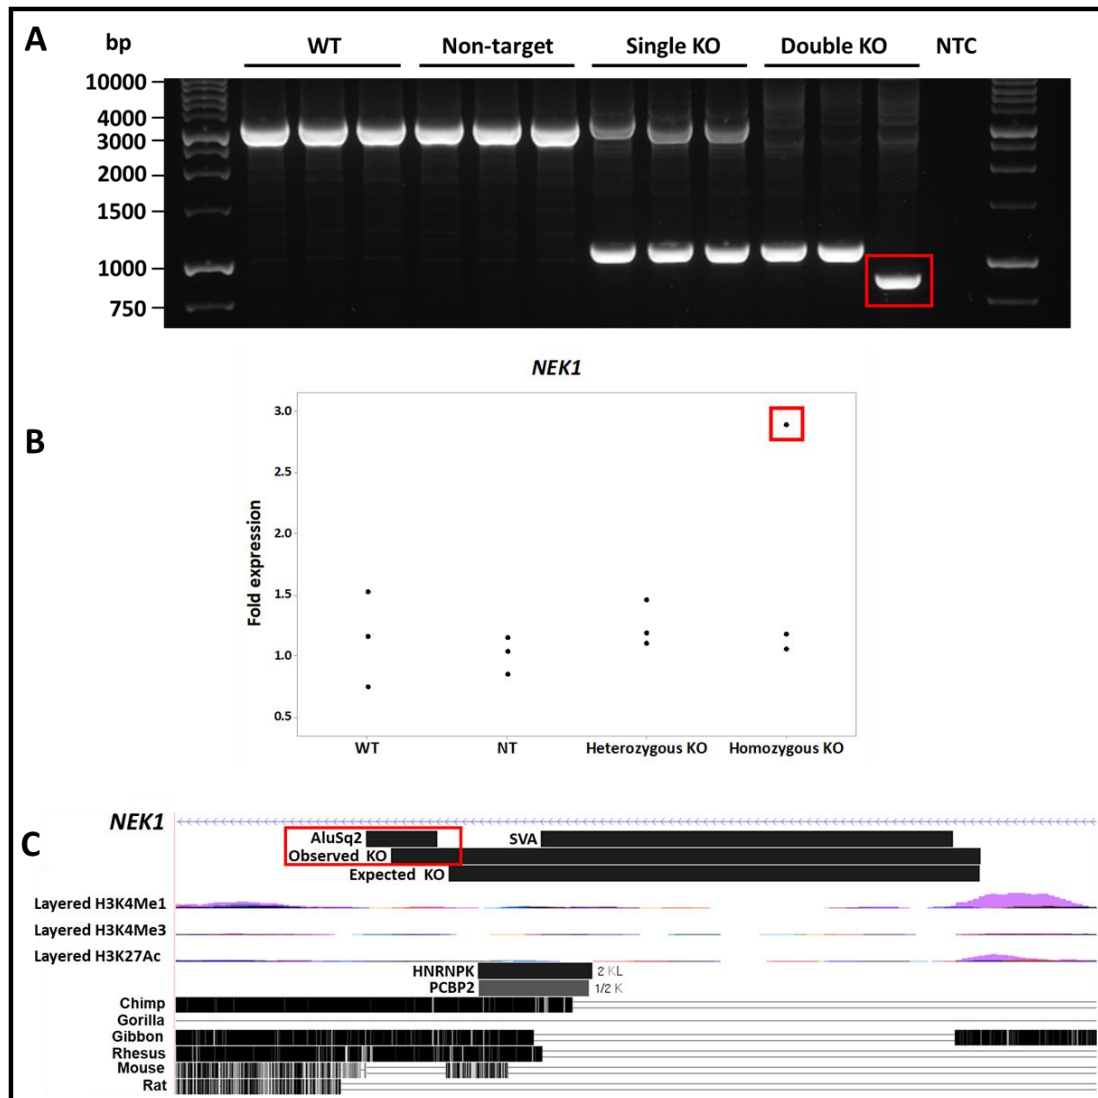 A
bp
WT
Non-target
Single KO
Double KO
NTC
10000
4000
3000
2000
1500
1000
750
NEK1
B
3.0
2.5
2.0
1.5
1.0
0.5
Fold expression
WT
NT
Heterozygous KO
Homozygous KO
C
NEK1
AluSq2
SVA
Observed KO
Expected KO
Layered H3K4Me1
Layered H3K4Me3
Layered H3K27Ac
HNRNPK
2 KL
PCBP2
1/2 K
Chimp
Gorilla
Gibbon
Rhesus
Mouse
Rat